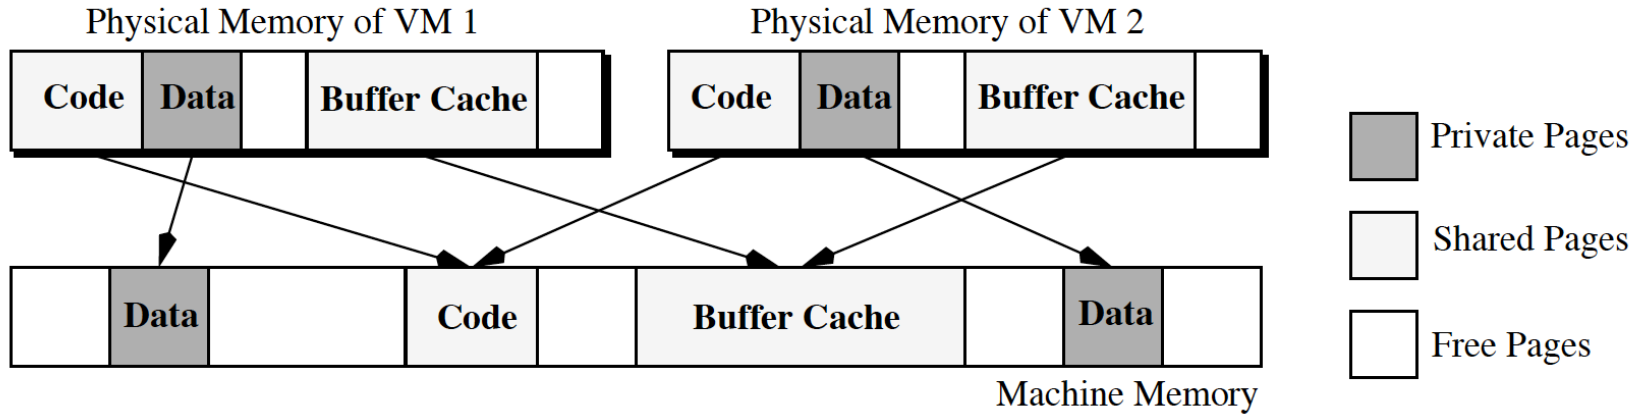 Physical Memory of VM 1
Physical Memory of VM 2
Code
Data
Buffer Cache
Code
Data
Buffer Cache
Private Pages
Shared Pages
Free Pages
Data
Code
Buffer Cache
Data
Machine Memory